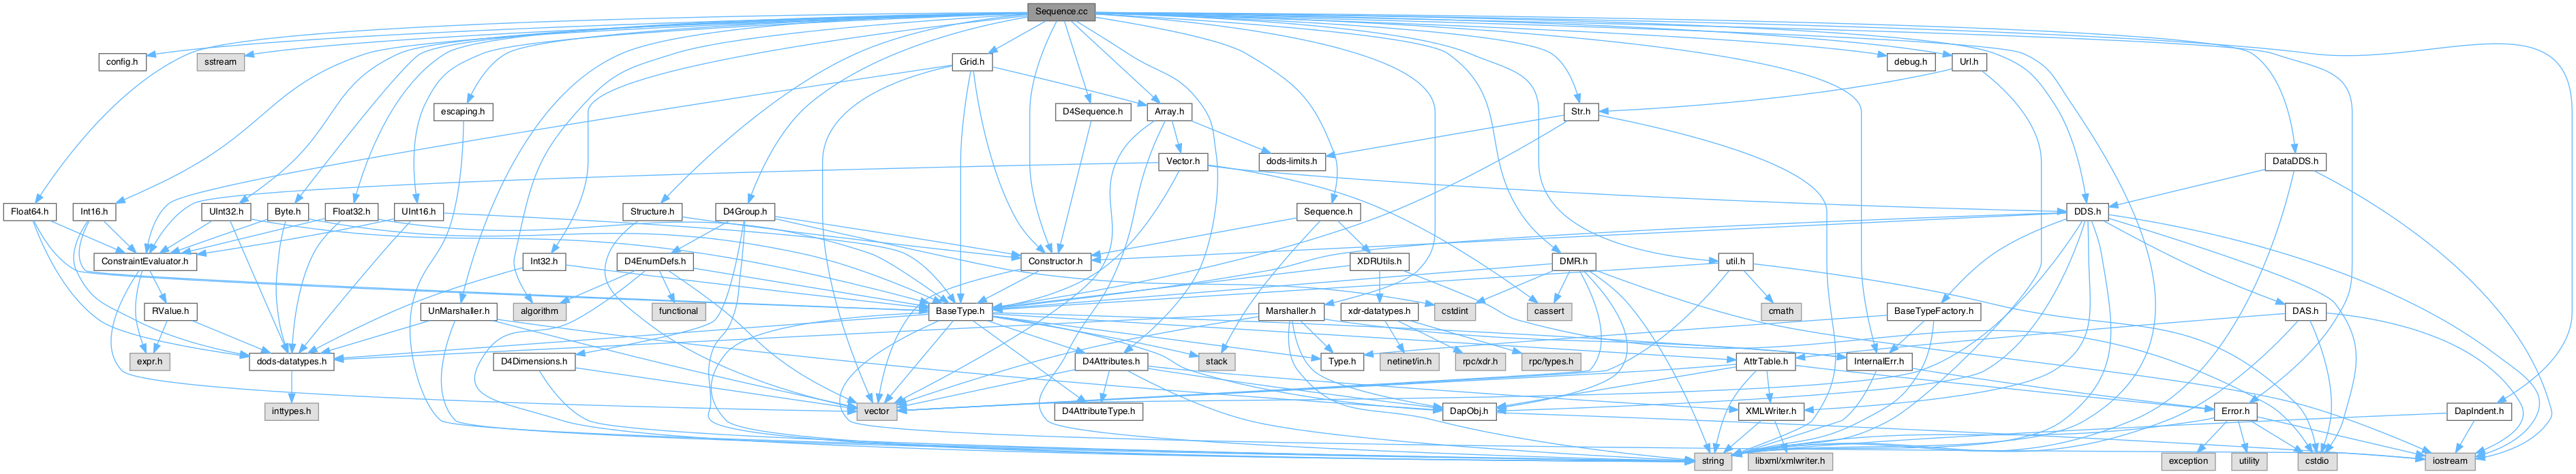 Sequence.cc
config.h
sstream
Grid.h
debug.h
Url.h
escaping.h
D4Sequence.h
Array.h
Str.h
Vector.h
dods-limits.h
DataDDS.h
Float64.h
Int16.h
UInt32.h
Byte.h
Float32.h
UInt16.h
Structure.h
D4Group.h
Sequence.h
DDS.h
ConstraintEvaluator.h
Int32.h
D4EnumDefs.h
Constructor.h
XDRUtils.h
DMR.h
util.h
RValue.h
algorithm
UnMarshaller.h
functional
BaseType.h
cstdint
Marshaller.h
xdr-datatypes.h
cassert
cmath
BaseTypeFactory.h
DAS.h
expr.h
dods-datatypes.h
D4Dimensions.h
D4Attributes.h
stack
Type.h
netinet/in.h
rpc/xdr.h
rpc/types.h
AttrTable.h
InternalErr.h
inttypes.h
vector
D4AttributeType.h
DapObj.h
XMLWriter.h
Error.h
DapIndent.h
string
libxml/xmlwriter.h
exception
utility
cstdio
iostream